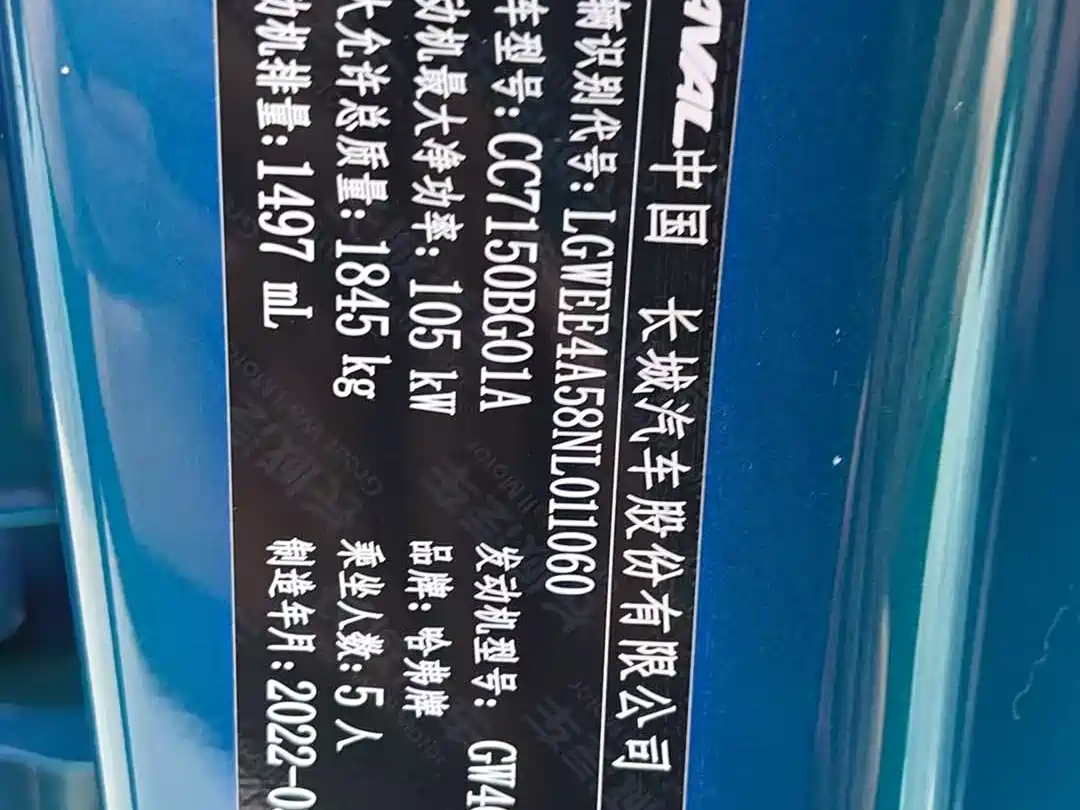 AVAL 中国 长城汽车股份有限公司
辆识别代号: LGWEE4A58NL011060
车型号: CC7150BG01A 发动机型号: GW4
动机最大净功率: 105 kW 品牌: 哈弗牌
大允许总质量: 1845 kg 乘坐人数: 5 人
动机排量: 1497 mL 制造年月: 2022-0